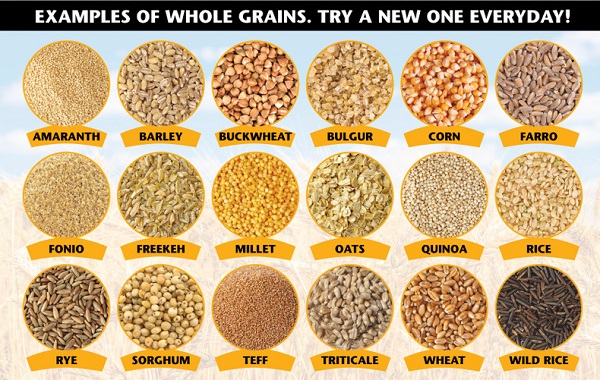 EXAMPLES OF WHOLE GRAINS. TRY A NEW ONE EVERYDAY!
AMARANTH
BARLEY
BUCKWHEAT
BULGUR
CORN
FARRO
FONIO
FREEKEH
MILLET
OATS
QUINOA
RICE
RYE
SORGHUM
TEFF
TRITICALE
WHEAT
WILD RICE